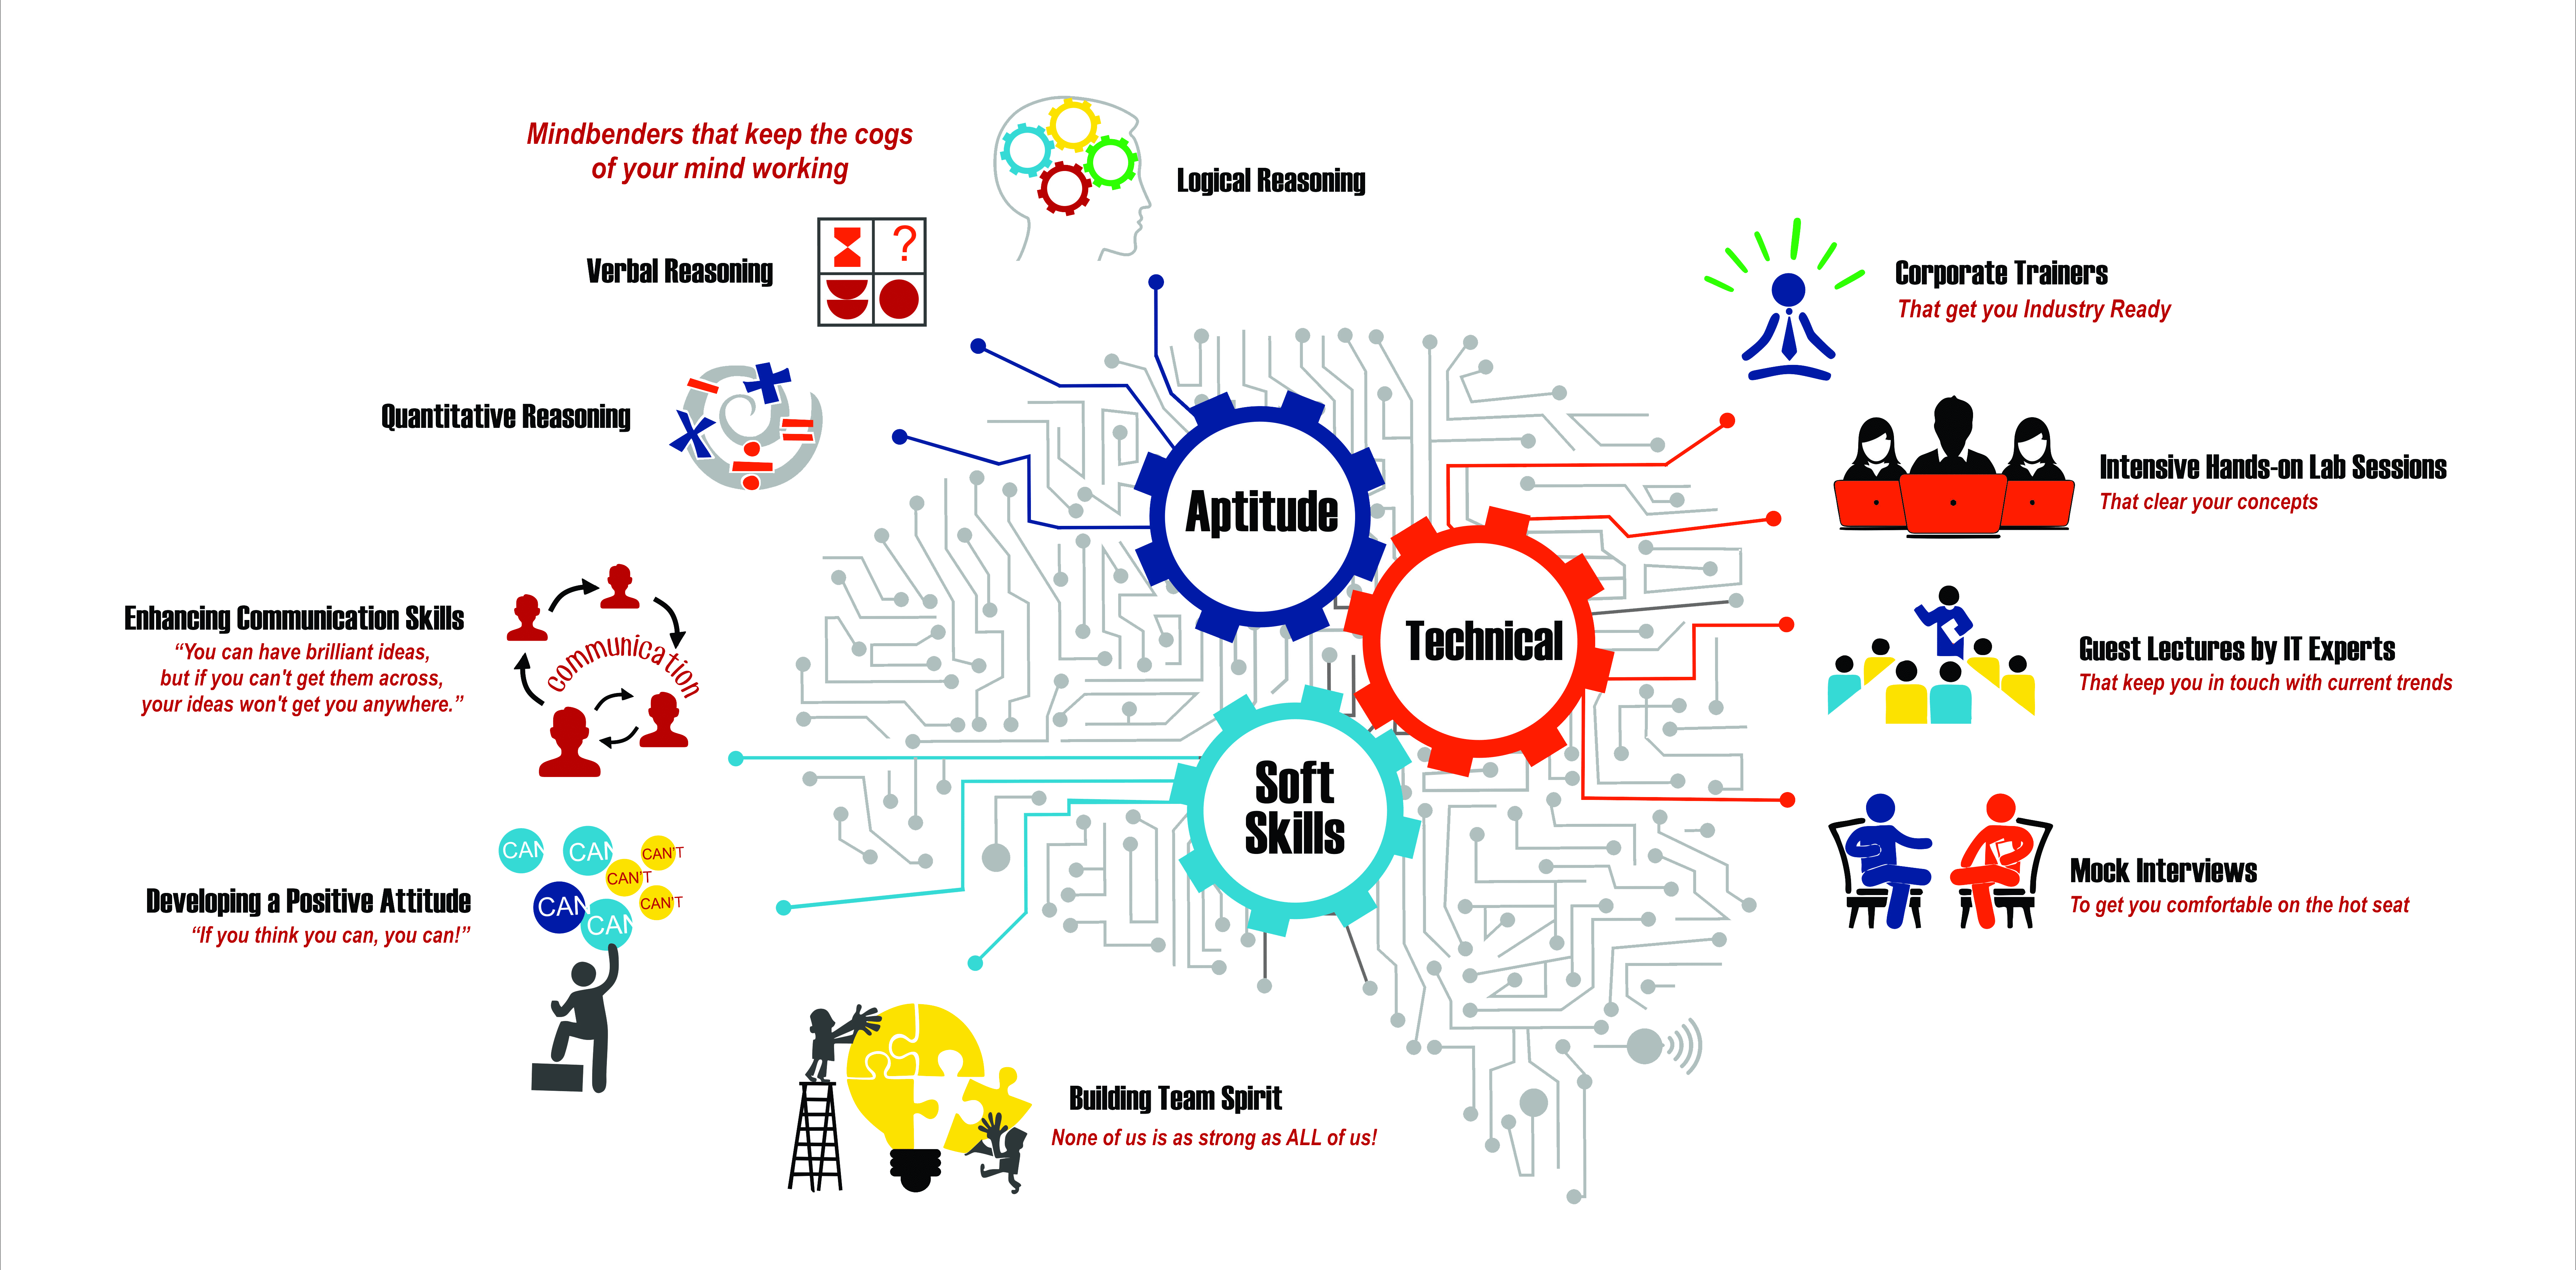 Mindbenders that keep the cogs
of your mind working
Logical Reasoning
Verbal Reasoning
?
Quantitative Reasoning
Aptitude
Technical
Soft
Skills
Corporate Trainers
That get you Industry Ready
Intensive Hands-on Lab Sessions
That clear your concepts
Guest Lectures by IT Experts
That keep you in touch with current trends
Mock Interviews
To get you comfortable on the hot seat
Enhancing Communication Skills
“You can have brilliant ideas,
but if you can't get them across,
your ideas won't get you anywhere.”
communication
Developing a Positive Attitude
“If you think you can, you can!”
CAN
CAN
CAN'T
CAN'T
CAN
CAN'T
CAN
Building Team Spirit
None of us is as strong as ALL of us!